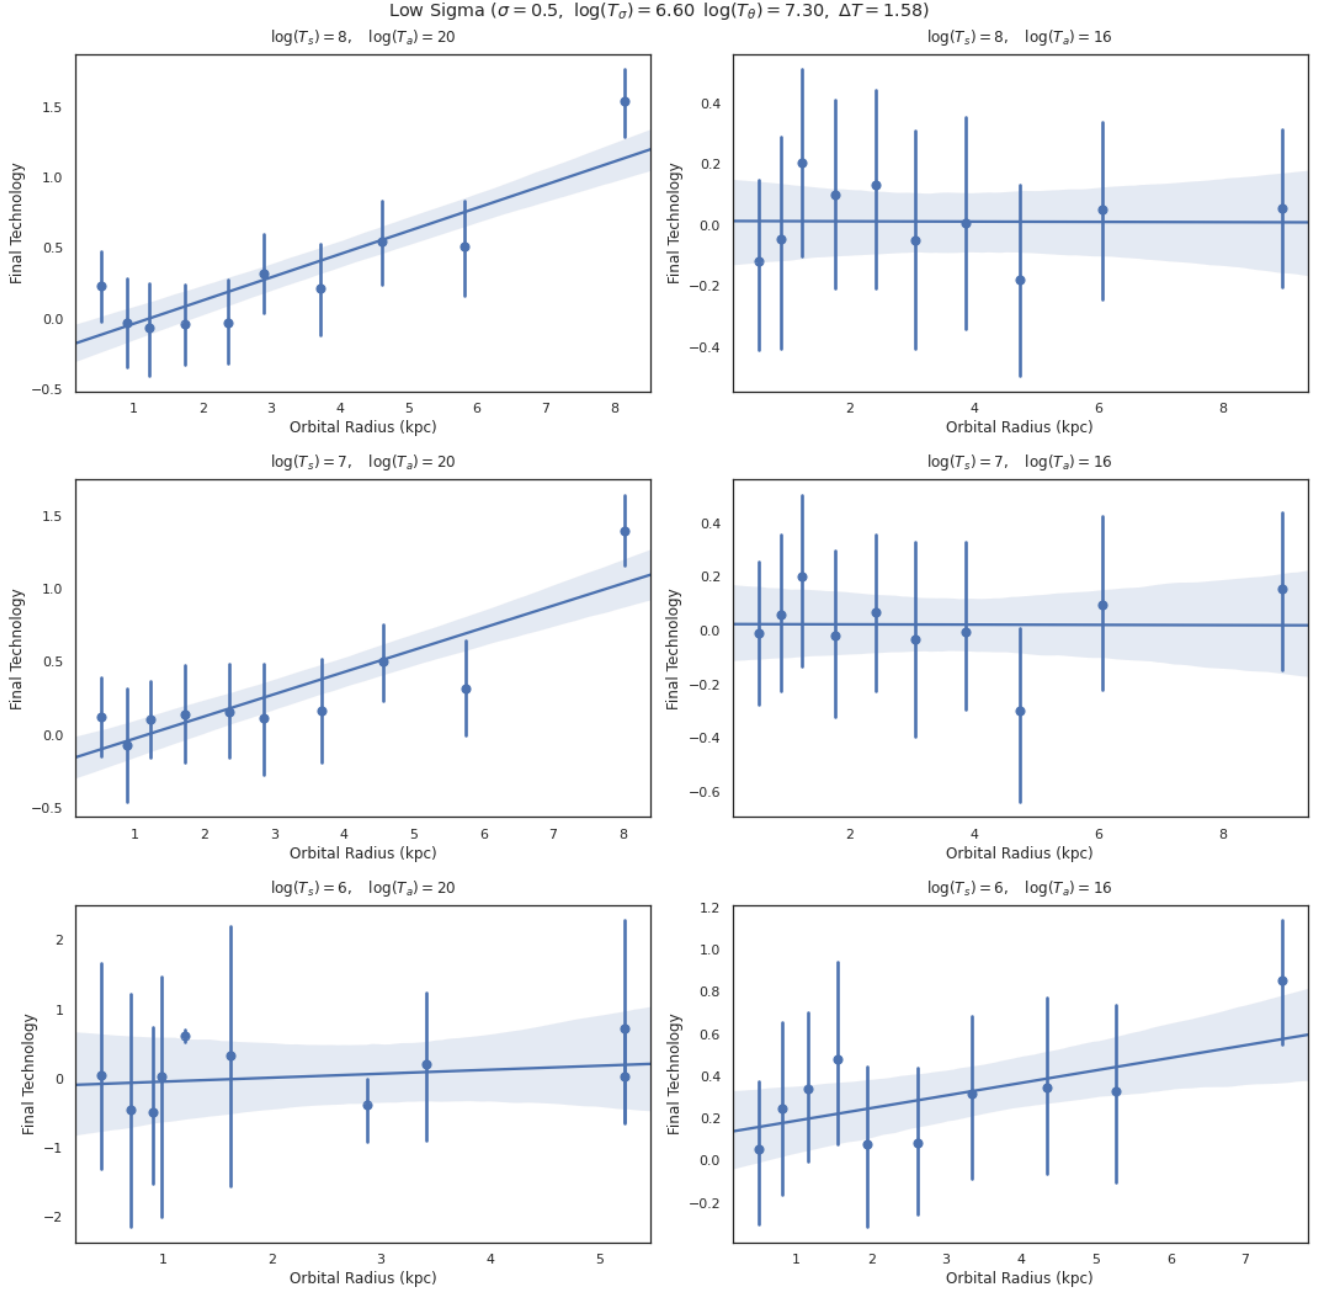 Low Sigma (σ = 0.5, log(Tσ) = 6.60 log(Tθ) = 7.30, ΔT = 1.58)
log(Ts) = 8, log(Ta) = 20
Final Technology
1.5
1.0
0.5
0.0
−0.5
1 2 3 4 5 6 7 8
Orbital Radius (kpc)
log(Ts) = 8, log(Ta) = 16
Final Technology
0.4
0.2
0.0
−0.2
−0.4
2 4 6 8
Orbital Radius (kpc)
log(Ts) = 7, log(Ta) = 20
Final Technology
1.5
1.0
0.5
0.0
−0.5
1 2 3 4 5 6 7 8
Orbital Radius (kpc)
log(Ts) = 7, log(Ta) = 16
Final Technology
0.4
0.2
0.0
−0.2
−0.4
−0.6
2 4 6 8
Orbital Radius (kpc)
log(Ts) = 6, log(Ta) = 20
Final Technology
2
1
0
−1
−2
1 2 3 4 5
Orbital Radius (kpc)
log(Ts) = 6, log(Ta) = 16
Final Technology
1.2
1.0
0.8
0.6
0.4
0.2
0.0
−0.2
1 2 3 4 5 6 7
Orbital Radius (kpc)